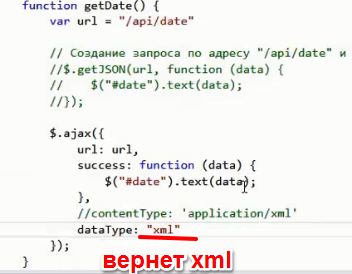 function getDate() {
var url = "/api/date"
// Создание запроса по адресу "/api/date" и
//$.getJSON(url, function (data) {
//    $("#date").text(data);
//});
$.ajax({
url: url,
success: function (data) {
$("#date").text(data);
},
//contentType: 'application/xml'
dataType: "xml"
});
}
вернет xml